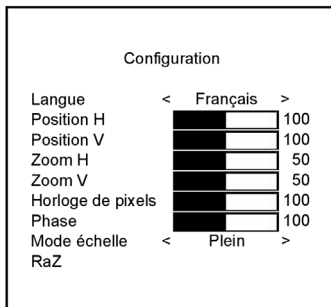 Configuration
Langue < Français >
Position H 100
Position V 100
Zoom H 50
Zoom V 50
Horloge de pixels 100
Phase 100
Mode échelle < Plein >
RaZ